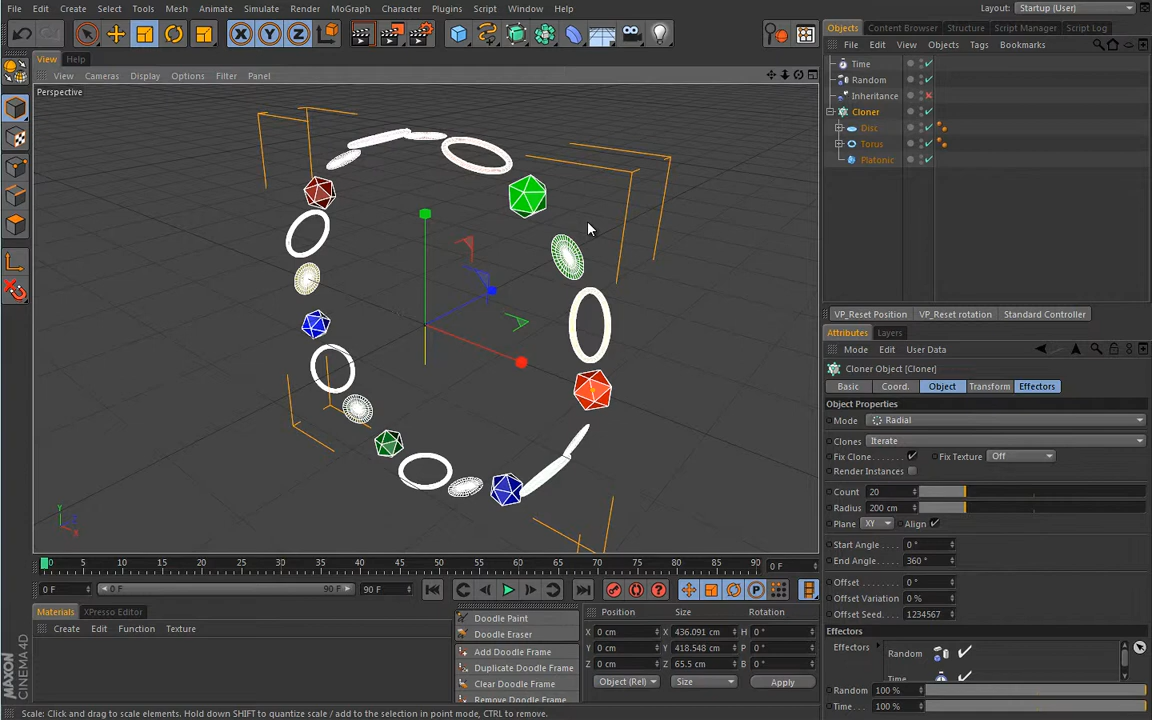 File Edit Create Select Tools Mesh Animate Simulate Render MoGraph Character Plugins Script Window Help Layout: Startup (User)
X Y Z
Objects Content Browser Structure Script Manager Script Log
File Edit View Objects Tags Bookmarks
View Help
View Cameras Display Options Filter Panel
Perspective
Time
Random
Inheritance
Cloner
Disc
Torus
Platonic
VP_Reset Position VP_Reset rotation Standard Controller
Attributes Layers
Mode Edit User Data
Cloner Object [Cloner]
Basic Coord. Object Transform Effectors
Object Properties
Mode Radial
Clones Iterate
Fix Clone Fix Texture Off
Render Instances
Count 20
Radius 200 cm
Plane XY Align
Start Angle 0 °
End Angle 360 °
Offset 0 °
Offset Variation 0 %
Offset Seed 1234567
Effectors
Effectors Random
Time
Random 100 %
Time 100 %
Y
Z
X
0 5 10 15 20 25 30 35 40 45 50 55 60 65 70 75 80 85 90 0 F
0 F 0 F 90 F 90 F
P
Materials XPresso Editor
Create Edit Function Texture
Doodle Paint
Doodle Eraser
Add Doodle Frame
Duplicate Doodle Frame
Clear Doodle Frame
Remove Doodle Frame
Position Size Rotation
X 0 cm X 436.091 cm H 0 °
Y 0 cm Y 418.548 cm P 0 °
Z 0 cm Z 65.5 cm B 0 °
Object (Rel) Size Apply
MAXON
CINEMA 4D
Scale: Click and drag to scale elements. Hold down SHIFT to quantize scale / add to the selection in point mode, CTRL to remove.